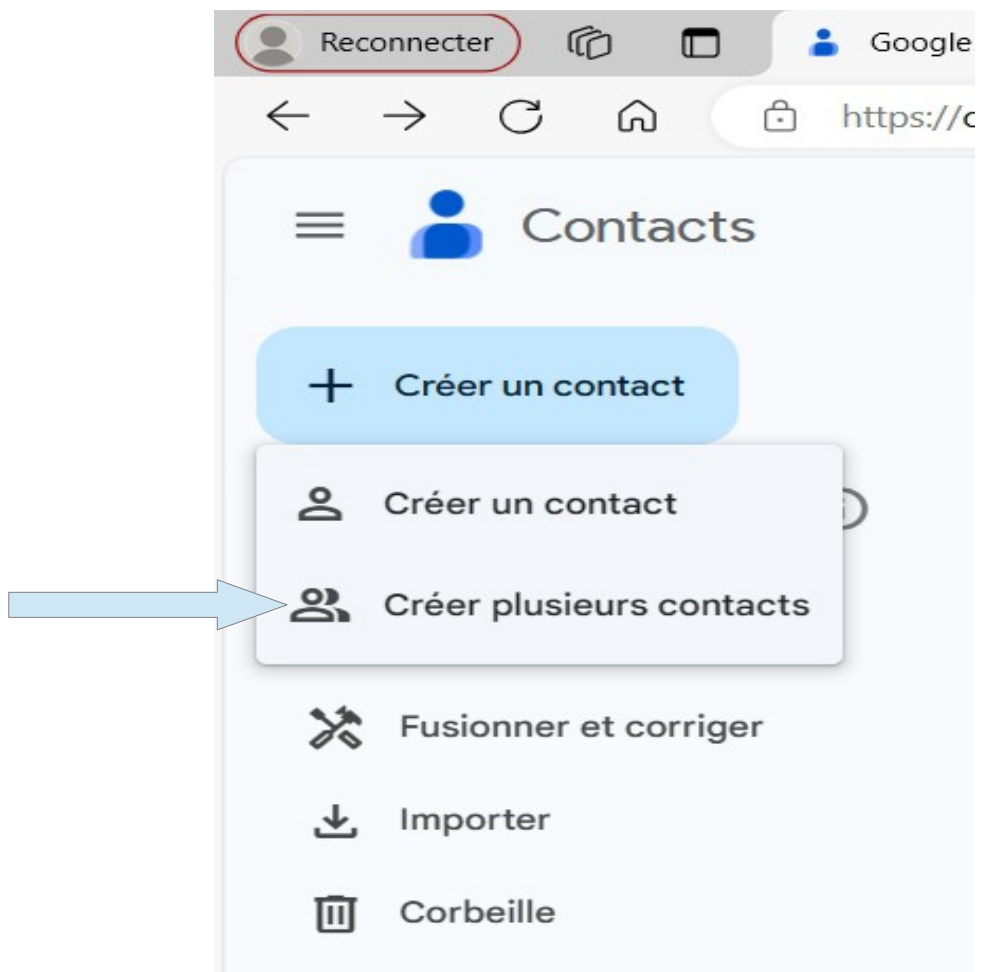 Reconnecter
Google
https://c
Contacts
Créer un contact
Créer un contact
Créer plusieurs contacts
Fusionner et corriger
Importer
Corbeille